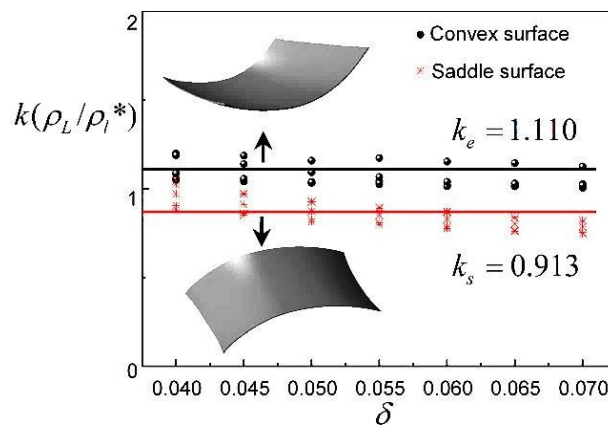 2
Convex surface
Saddle surface
k(ρ_L/ρ_l*)
k_e = 1.110
1
k_s = 0.913
0
0.040 0.045 0.050 0.055 0.060 0.065 0.070
δ